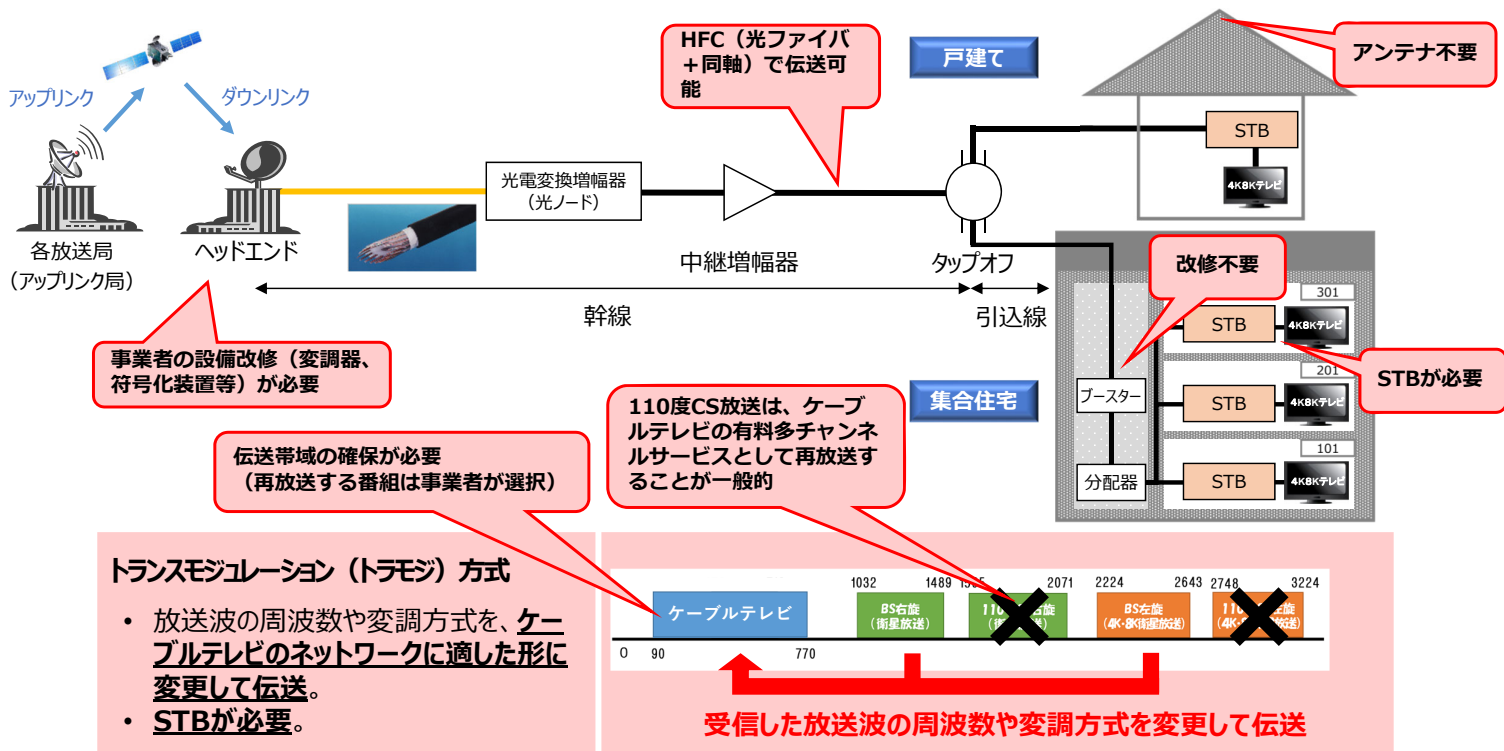 HFC（光ファイバ
＋同軸）で伝送可
能
戸建て
アンテナ不要
アップリンク
ダウンリンク
STB
4K8Kテレビ
光電変換増幅器
（光ノード）
各放送局
（アップリンク局）
ヘッドエンド
中継増幅器
タップオフ
改修不要
幹線
引込線
301
STB
4K8Kテレビ
事業者の設備改修（変調器、
符号化装置等）が必要
STBが必要
集合住宅
ブースター
201
STB
4K8Kテレビ
110度CS放送は、ケーブ
ルテレビの有料多チャンネ
ルサービスとして再放送す
ることが一般的
伝送帯域の確保が必要
（再放送する番組は事業者が選択）
101
分配器
STB
4K8Kテレビ
トランスモジュレーション（トラモジ）方式
• 放送波の周波数や変調方式を、ケー
ブルテレビのネットワークに適した形に
変更して伝送。
• STBが必要。
1032 1489 2071 2224 2643 2748 3224
ケーブルテレビ
BS右旋
（衛星放送）
BS左旋
（4K・8K衛星放送）
0 90 770
受信した放送波の周波数や変調方式を変更して伝送